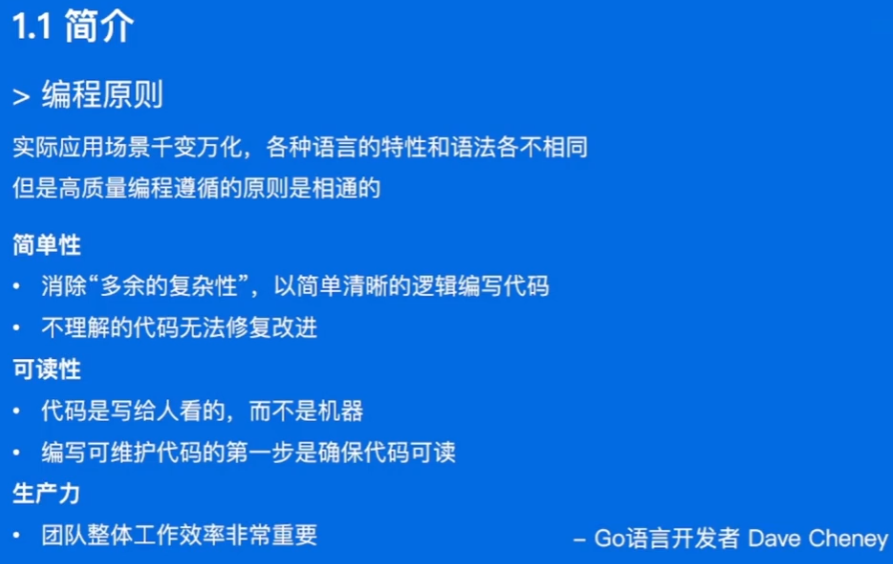 1.1 简介
> 编程原则
实际应用场景千变万化，各种语言的特性和语法各不相同
但是高质量编程遵循的原则是相通的
简单性
• 消除“多余的复杂性”，以简单清晰的逻辑编写代码
• 不理解的代码无法修复改进
可读性
• 代码是写给人看的，而不是机器
• 编写可维护代码的第一步是确保代码可读
生产力
• 团队整体工作效率非常重要
– Go语言开发者 Dave Cheney